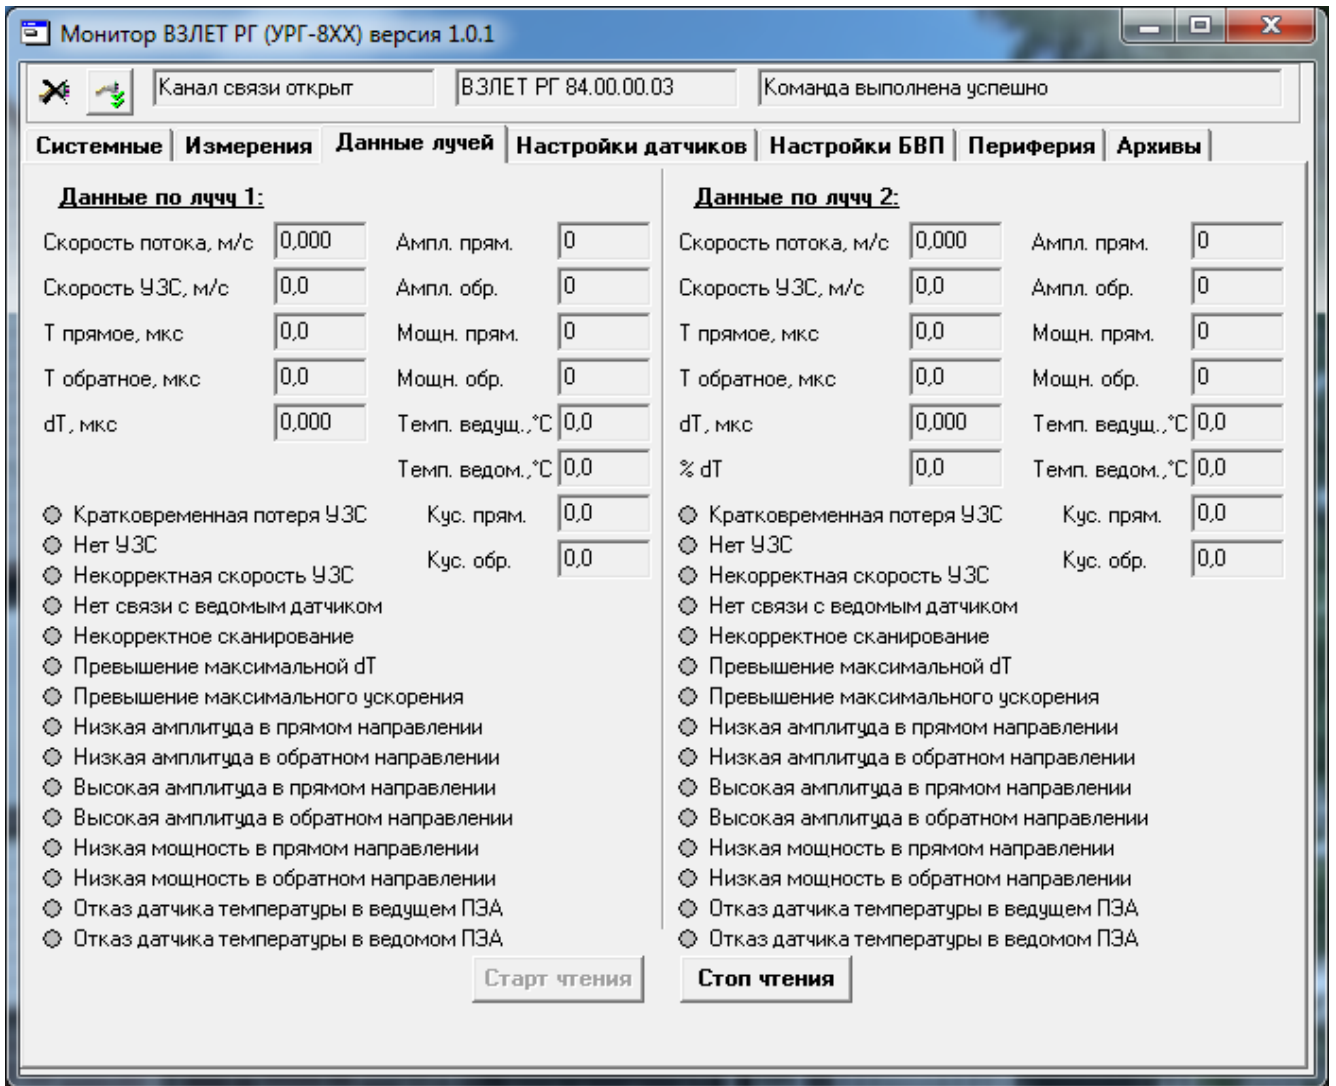 Монитор ВЗЛЕТ РГ (УРГ-8ХХ) версия 1.0.1
Канал связи открыт ВЗЛЕТ РГ 84.00.00.03 Команда выполнена успешно
Системные Измерения Данные лучей Настройки датчиков Настройки БВП Периферия Архивы
Данные по лучу 1: Данные по лучу 2:
Скорость потока, м/с 0,000 Ампл. прям. 0 Скорость потока, м/с 0,000 Ампл. прям. 0
Скорость УЗС, м/с 0,0 Ампл. обр. 0 Скорость УЗС, м/с 0,0 Ампл. обр. 0
Т прямое, мкс 0,0 Мощн. прям. 0 Т прямое, мкс 0,0 Мощн. прям. 0
Т обратное, мкс 0,0 Мощн. обр. 0 Т обратное, мкс 0,0 Мощн. обр. 0
dT, мкс 0,000 Темп. ведущ.,°C 0,0 dT, мкс 0,000 Темп. ведущ.,°C 0,0
Темп. ведом.,°C 0,0 % dT 0,0 Темп. ведом.,°C 0,0
Кратковременная потеря УЗС Кус. прям. 0,0 Кратковременная потеря УЗС Кус. прям. 0,0
Нет УЗС Нет УЗС
Кус. обр. 0,0 Кус. обр. 0,0
Некорректная скорость УЗС Некорректная скорость УЗС
Нет связи с ведомым датчиком Нет связи с ведомым датчиком
Некорректное сканирование Некорректное сканирование
Превышение максимальной dT Превышение максимальной dT
Превышение максимального ускорения Превышение максимального ускорения
Низкая амплитуда в прямом направлении Низкая амплитуда в прямом направлении
Низкая амплитуда в обратном направлении Низкая амплитуда в обратном направлении
Высокая амплитуда в прямом направлении Высокая амплитуда в прямом направлении
Высокая амплитуда в обратном направлении Высокая амплитуда в обратном направлении
Низкая мощность в прямом направлении Низкая мощность в прямом направлении
Низкая мощность в обратном направлении Низкая мощность в обратном направлении
Отказ датчика температуры в ведущем ПЭА Отказ датчика температуры в ведущем ПЭА
Отказ датчика температуры в ведомом ПЭА Отказ датчика температуры в ведомом ПЭА
Старт чтения Стоп чтения